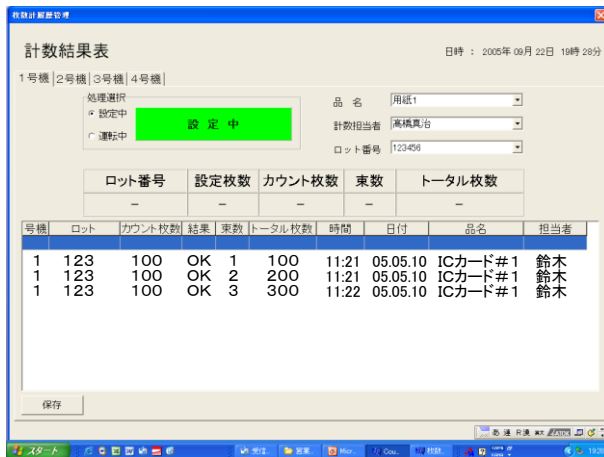 枚数計履歴管理
計数結果表
日時 ： 2005年 09月 22日 19時 28分
1号機 2号機 3号機 4号機
処理選択
設定中
運転中
設 定 中
品 名 用紙1
計数担当者 高橋真治
ロット番号 123456
ロット番号 設定枚数 カウント枚数 束数 トータル枚数
－ － － － －
号機 ロット カウント枚数 結果 束数 トータル枚数 時間 日付 品名 担当者
1 123 100 OK 1 100 11:21 05.05.10 ICカード＃1 鈴木
1 123 100 OK 2 200 11:21 05.05.10 ICカード＃1 鈴木
1 123 100 OK 3 300 11:22 05.05.10 ICカード＃1 鈴木
保存
スタート 受信.. 営業.. Micr.. Cou.. 枚数..